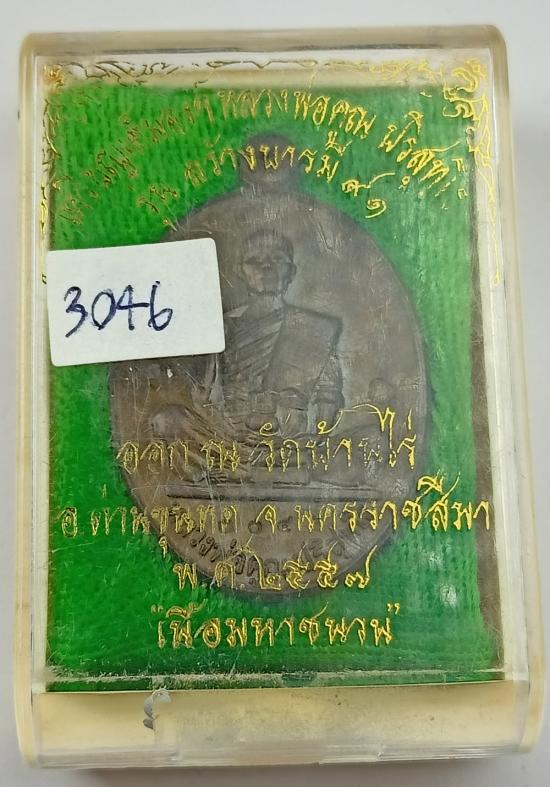 หลวงพ่อคูณ ปริสุทฺโธ
รุ่น สร้างบารมี ๙๑
3046
ออก ณ วัดบ้านไร่
อ.ด่านขุนทด จ.นครราชสีมา
พ.ศ.๒๕๕๗
"เนื้อมหาชนวน"